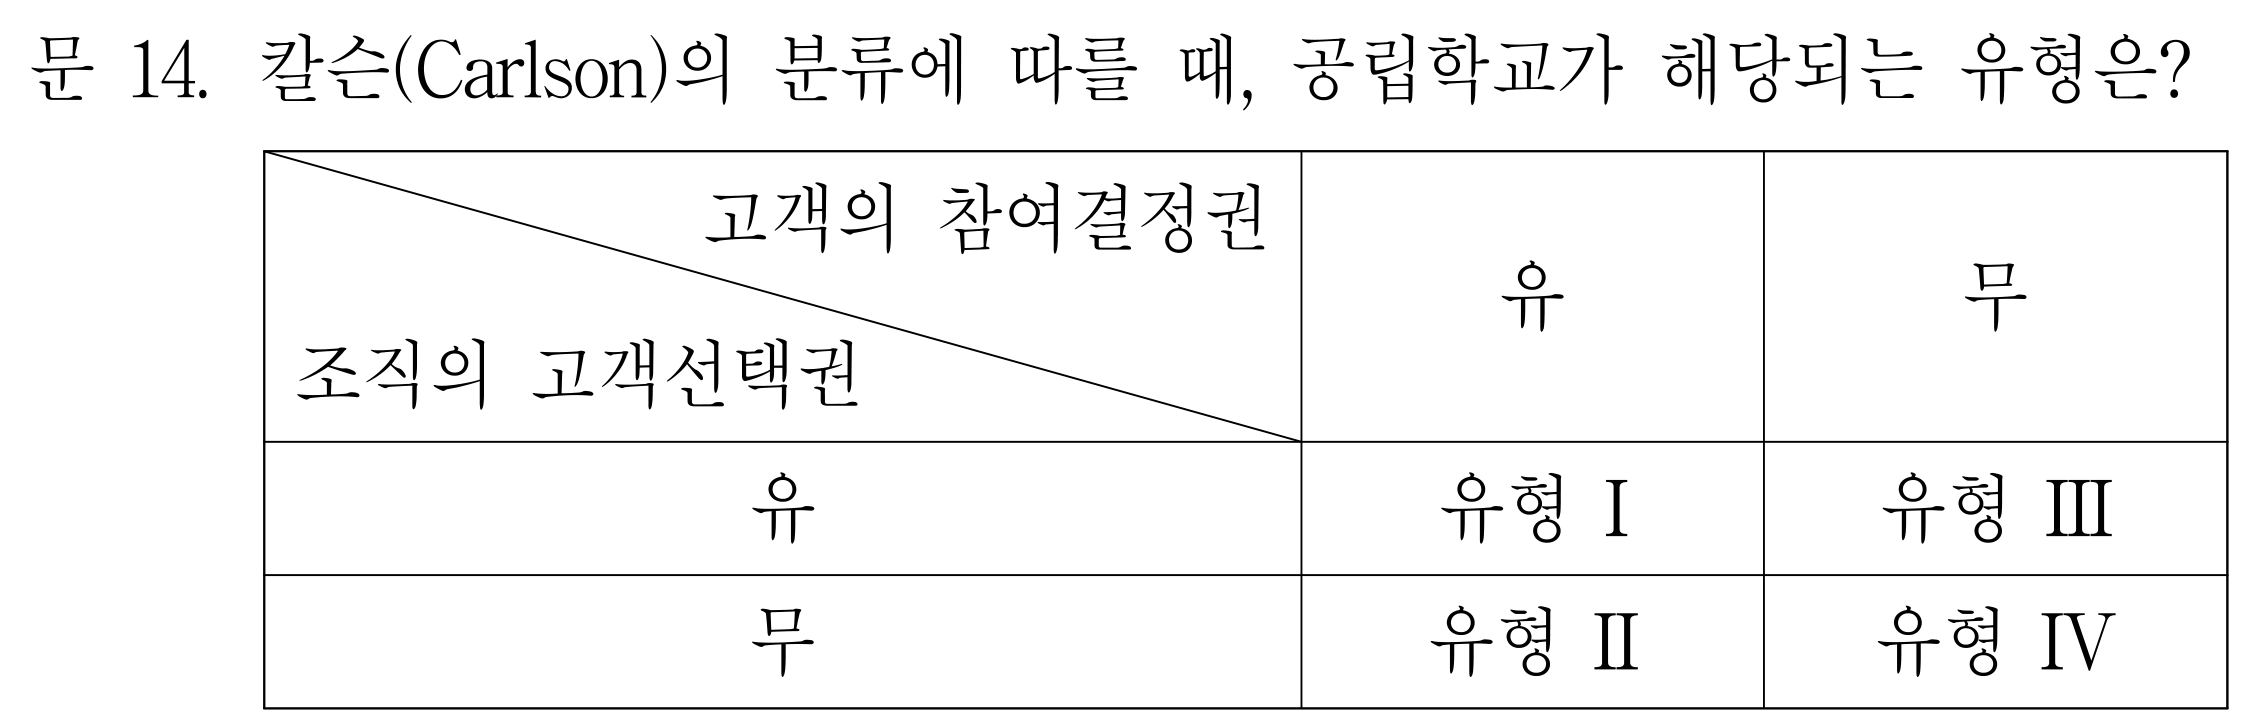 문 14. 칼슨(Carlson)의 분류에 따를 때, 공립학교가 해당되는 유형은?
고객의 참여결정권
조직의 고객선택권
유 무
유 유형 Ⅰ 유형 Ⅲ
무 유형 Ⅱ 유형 Ⅳ